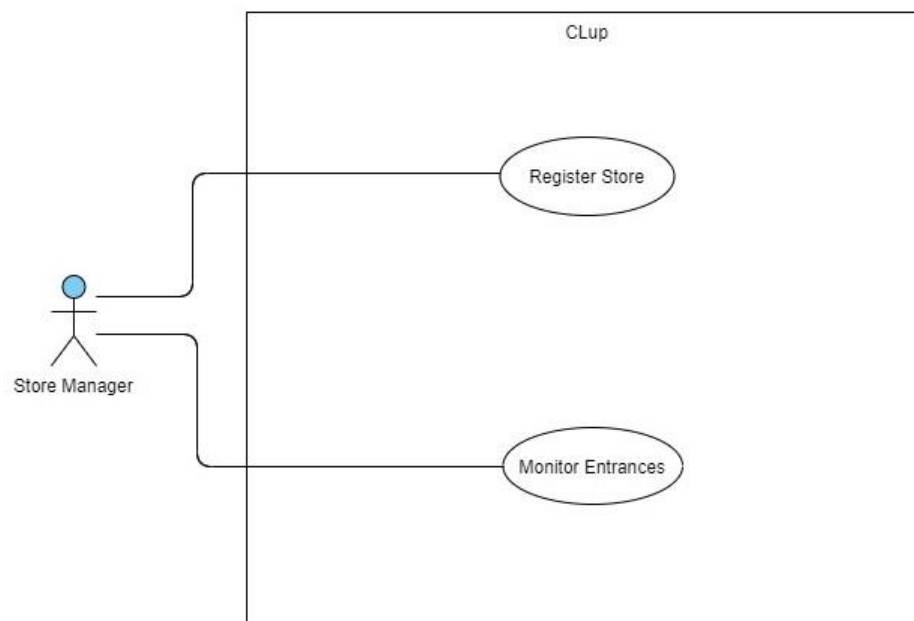 CLup
Register Store
Store Manager
Monitor Entrances